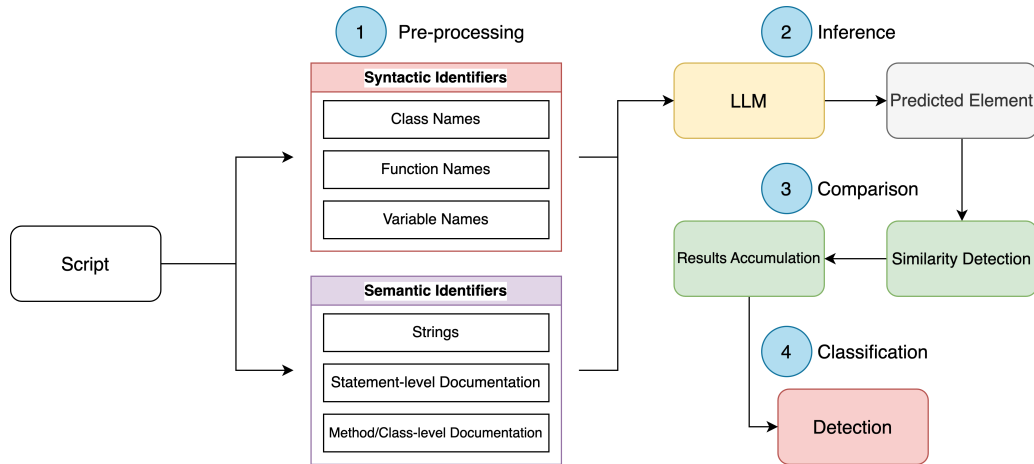 1 Pre-processing
Syntactic Identifiers
Class Names
Function Names
Variable Names
Script
Semantic Identifiers
Strings
Statement-level Documentation
Method/Class-level Documentation
2 Inference
LLM
Predicted Element
3 Comparison
Results Accumulation
Similarity Detection
4 Classification
Detection